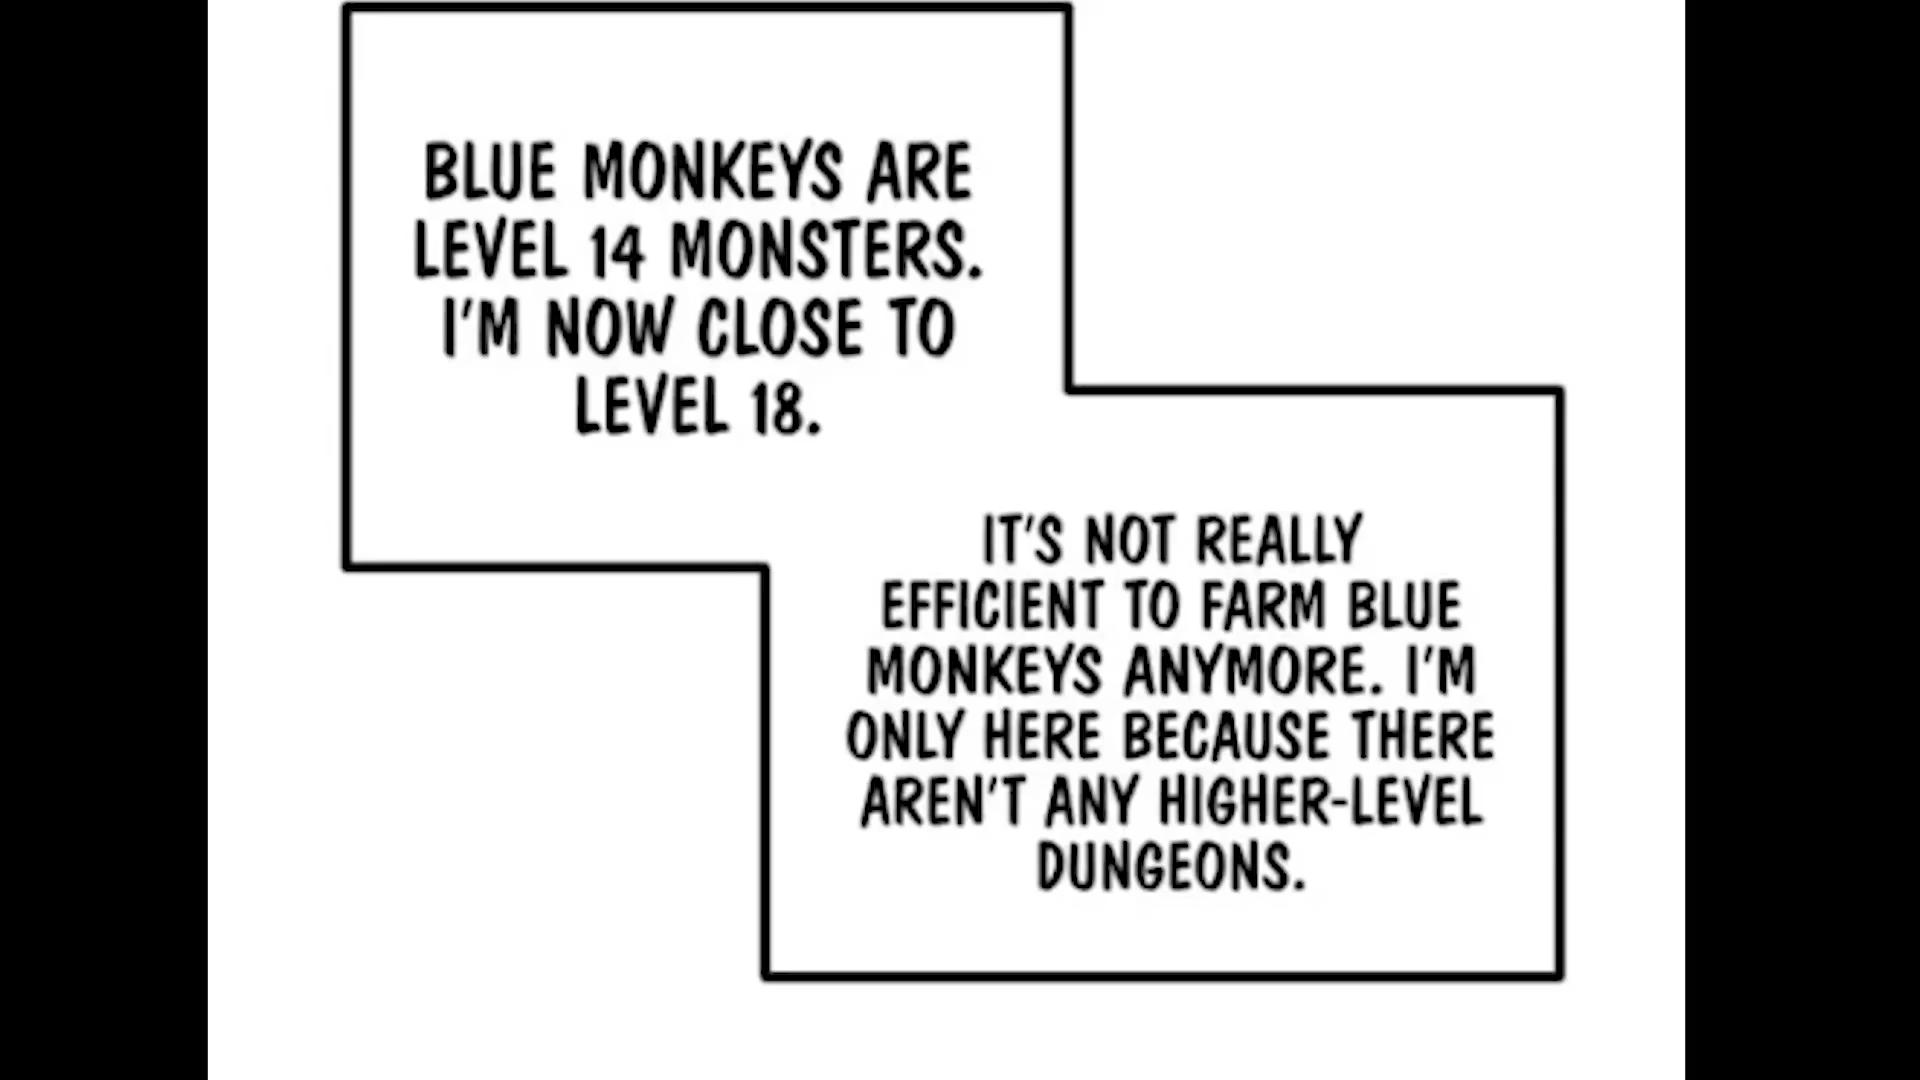 BLUE MONKEYS ARE
LEVEL 14 MONSTERS.
I'M NOW CLOSE TO
LEVEL 18.
IT'S NOT REALLY
EFFICIENT TO FARM BLUE
MONKEYS ANYMORE. I'M
ONLY HERE BECAUSE THERE
AREN'T ANY HIGHER-LEVEL
DUNGEONS.